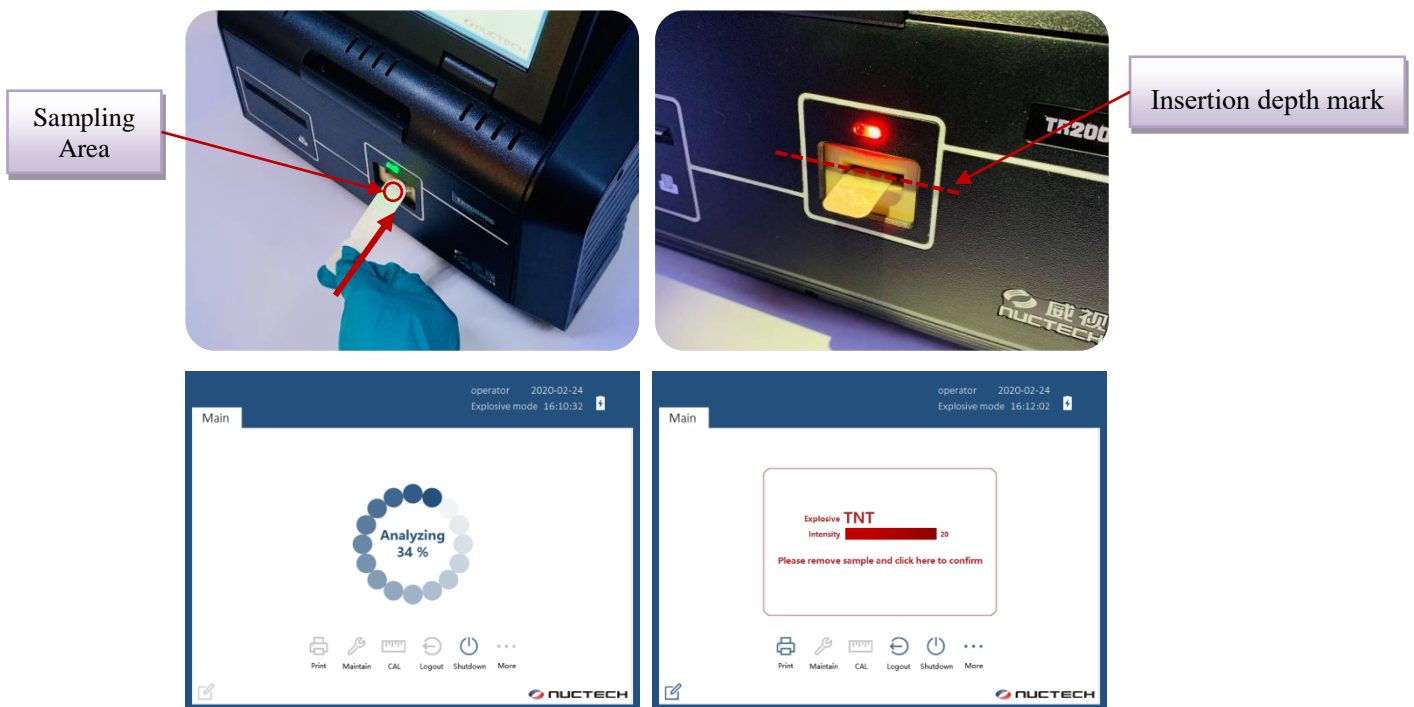 Sampling
Area
NUCTECH
TR2000
威视
NUCTECH
Insertion depth mark
operator 2020-02-24
Explosive mode 16:10:32
Main
Analyzing
34 %
Print Maintain CAL Logout Shutdown More
NUCTECH
operator 2020-02-24
Explosive mode 16:12:02
Main
Explosive TNT
Intensity 20
Please remove sample and click here to confirm
Print Maintain CAL Logout Shutdown More
NUCTECH